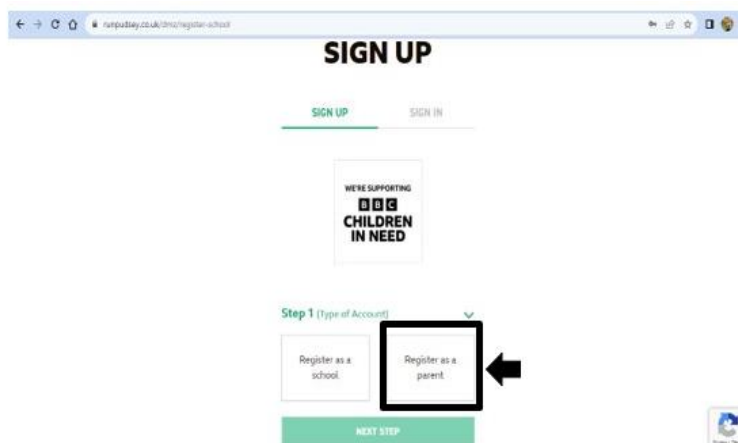 runpudsey.co.uk/dmz/register-school
SIGN UP
SIGN UP
SIGN IN
WE'RE SUPPORTING
BBC
CHILDREN
IN NEED
Step 1 (Type of Account)
Register as a
school
Register as a
parent
NEXT STEP